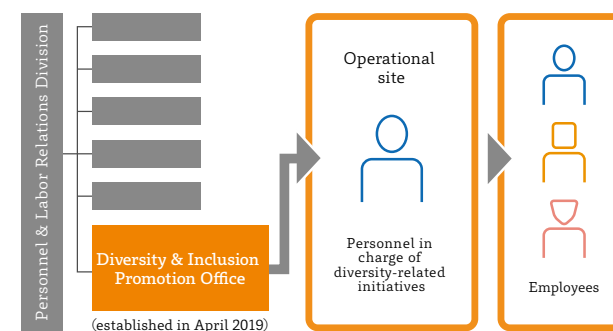 Personnel & Labor Relations Division
Diversity & Inclusion
Promotion Office
(established in April 2019)
Operational
site
Personnel in
charge of
diversity-related
initiatives
Employees